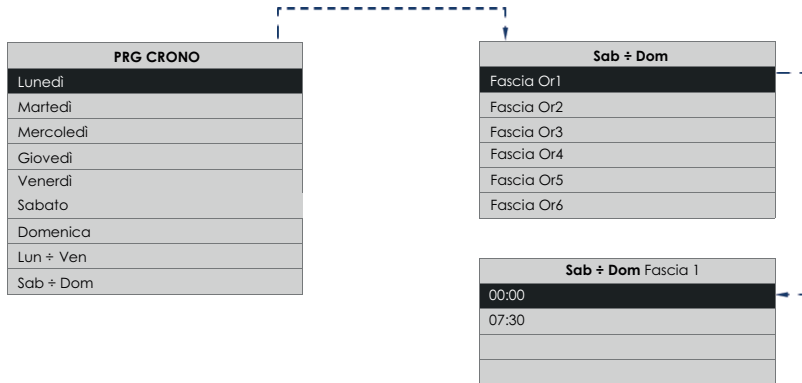 PRG CRONO
Lunedì
Martedì
Mercoledì
Giovedì
Venerdì
Sabato
Domenica
Lun ÷ Ven
Sab ÷ Dom
Sab ÷ Dom
Fascia Or1
Fascia Or2
Fascia Or3
Fascia Or4
Fascia Or5
Fascia Or6
Sab ÷ Dom Fascia 1
00:00
07:30